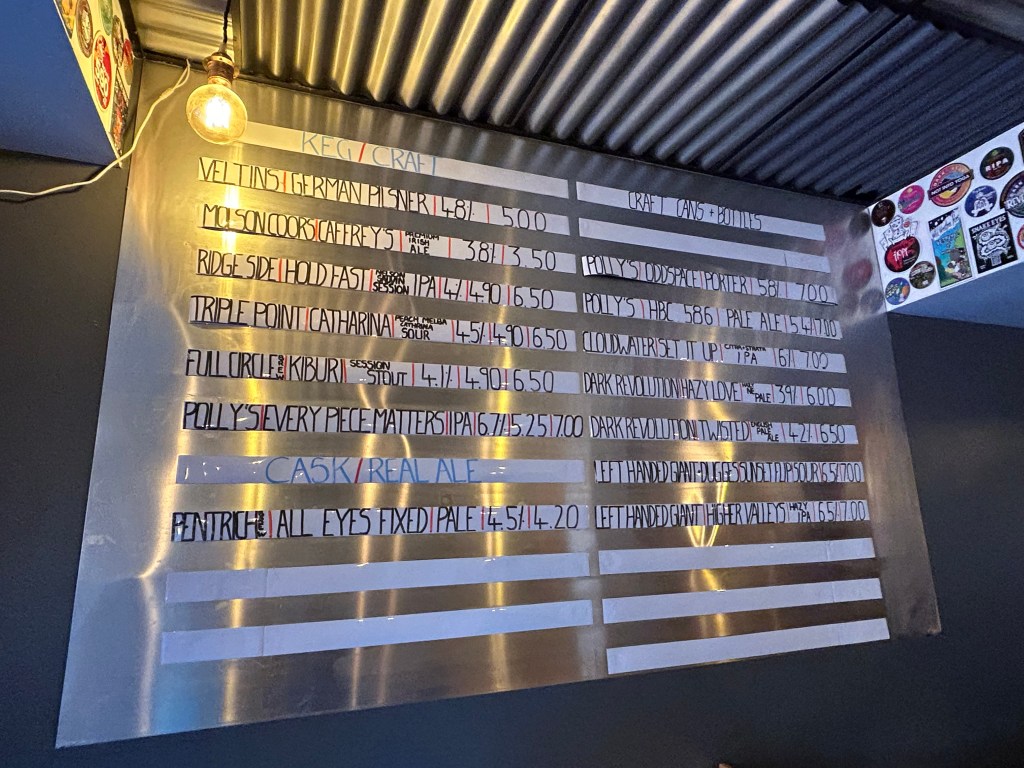 KEG/CRAFT
VELTINS|GERMAN PILSNER|4.8%|5.00
MOLSON COORS|CAFFREY'S|PREMIUM IRISH ALE|3.8%|3.50
RIDGE SIDE|HOLD FAST|SESSION IPA|4%|4.90|6.50
TRIPLE POINT|CATHARINA|PEACH MELBA CATHARINA SOUR|4.5%|4.90|6.50
FULL CIRCLE|KIBURI|SESSION STOUT|4.1%|4.90|6.50
POLLY'S|EVERY PIECE MATTERS|IPA|6.7%|5.25|7.00
CASK/REAL ALE
PENTRICH|ALL EYES FIXED|PALE|4.5%|4.20
CRAFT CANS + BOTTLES
POLLY'S|ODDSPACE|PORTER|5.8%|7.00
POLLY'S|HBC 586|PALE ALE|5.4%|7.00
CLOUDWATER|SET IT UP|CITRA+STRATA IPA|6%|7.00
DARK REVOLUTION|HAZY LOVE|PALE|3.9%|6.00
DARK REVOLUTION|TWISTED|ENGLISH PALE ALE|4.2%|6.50
LEFT HANDED GIANT-DUGGES|SUNSET FLIP|SOUR|6.5%|7.00
LEFT HANDED GIANT|HIGHER VALLEYS|HAZY IPA|6.5%|7.00
SNAKE EYES